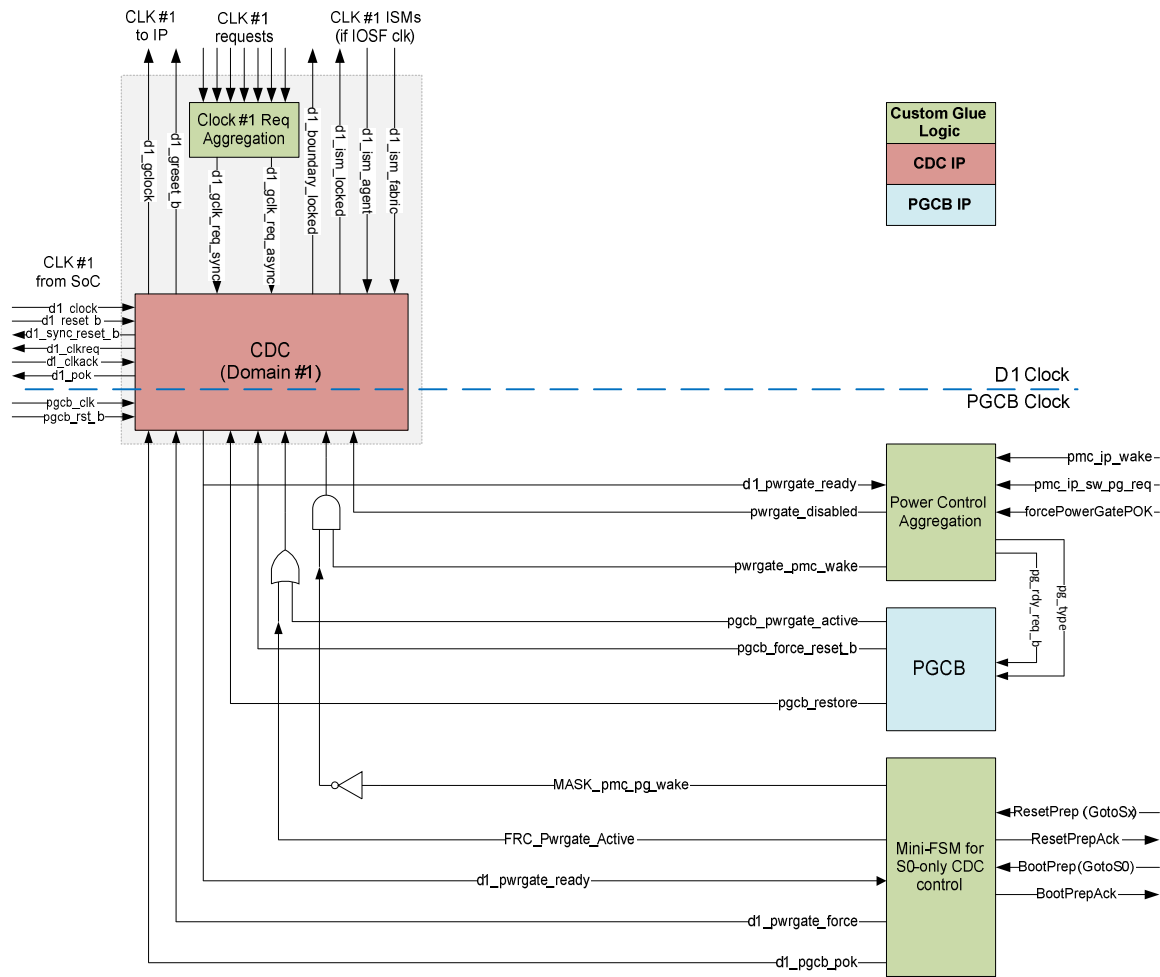 CLK #1
to IP
CLK #1
requests
CLK #1 ISMs
(if IOSF clk)
Clock #1 Req
Aggregation
d1_gclock
d1_greset_b
d1_gclk_req_sync
d1_gclk_req_async
d1_boundary_locked
d1_ism_locked
d1_ism_agent
d1_ism_fabric
Custom Glue
Logic
CDC IP
PGCB IP
CLK #1
from SoC
d1_clock
d1_reset_b
d1_sync_reset_b
d1_clkreq
d1_clkack
d1_pok
pgcb_clk
pgcb_rst_b
CDC
(Domain #1)
D1 Clock
PGCB Clock
d1_pwrgate_ready
pwrgate_disabled
pwrgate_pmc_wake
Power Control
Aggregation
pmc_ip_wake
pmc_ip_sw_pg_req
forcePowerGatePOK
pg_rdy_req_b
pg_type
pgcb_pwrgate_active
pgcb_force_reset_b
pgcb_restore
PGCB
MASK_pmc_pg_wake
FRC_Pwrgate_Active
d1_pwrgate_ready
d1_pwrgate_force
d1_pgcb_pok
Mini-FSM for
S0-only CDC
control
ResetPrep (GotoSx)
ResetPrepAck
BootPrep(GotoS0)
BootPrepAck